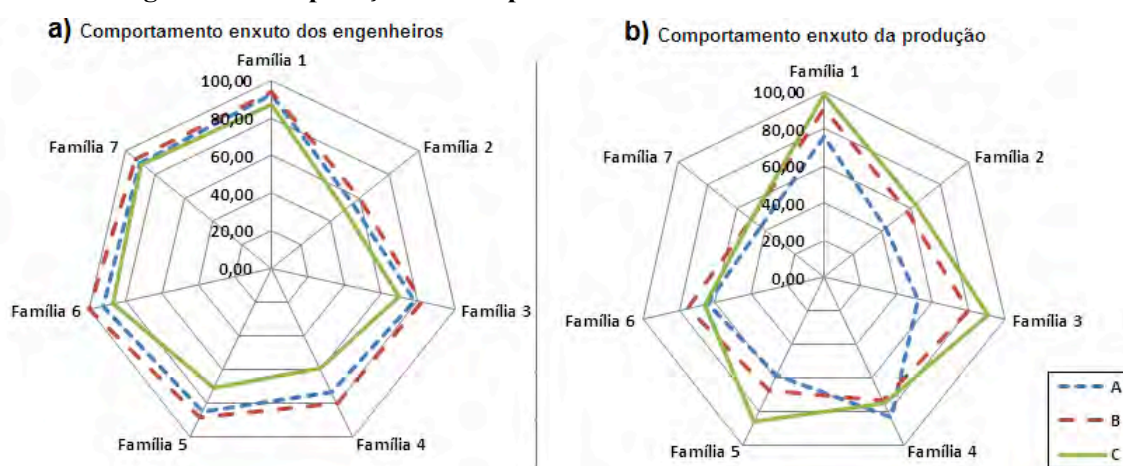 a) Comportamento enxuto dos engenheiros
Família 1
100,00
80,00
60,00
40,00
20,00
0,00
Família 2
Família 3
Família 4
Família 5
Família 6
Família 7
b) Comportamento enxuto da produção
Família 1
100,00
80,00
60,00
40,00
20,00
0,00
Família 2
Família 3
Família 4
Família 5
Família 6
Família 7
A
B
C